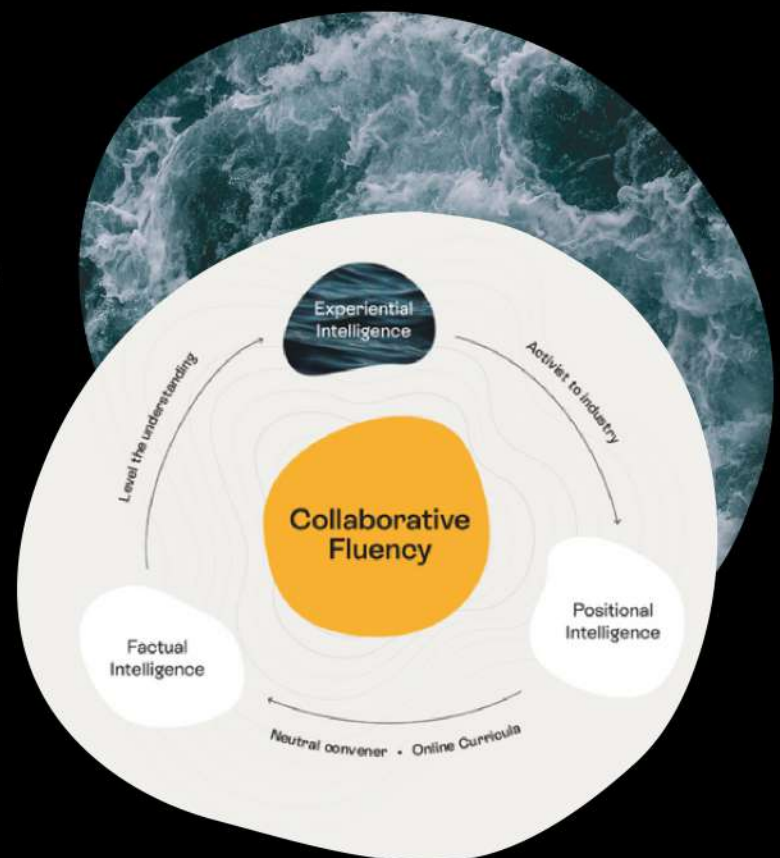 Experiential
Intelligence
Level the understanding
Activist to industry
Collaborative
Fluency
Positional
Intelligence
Factual
Intelligence
Neutral convener • Online Curricula